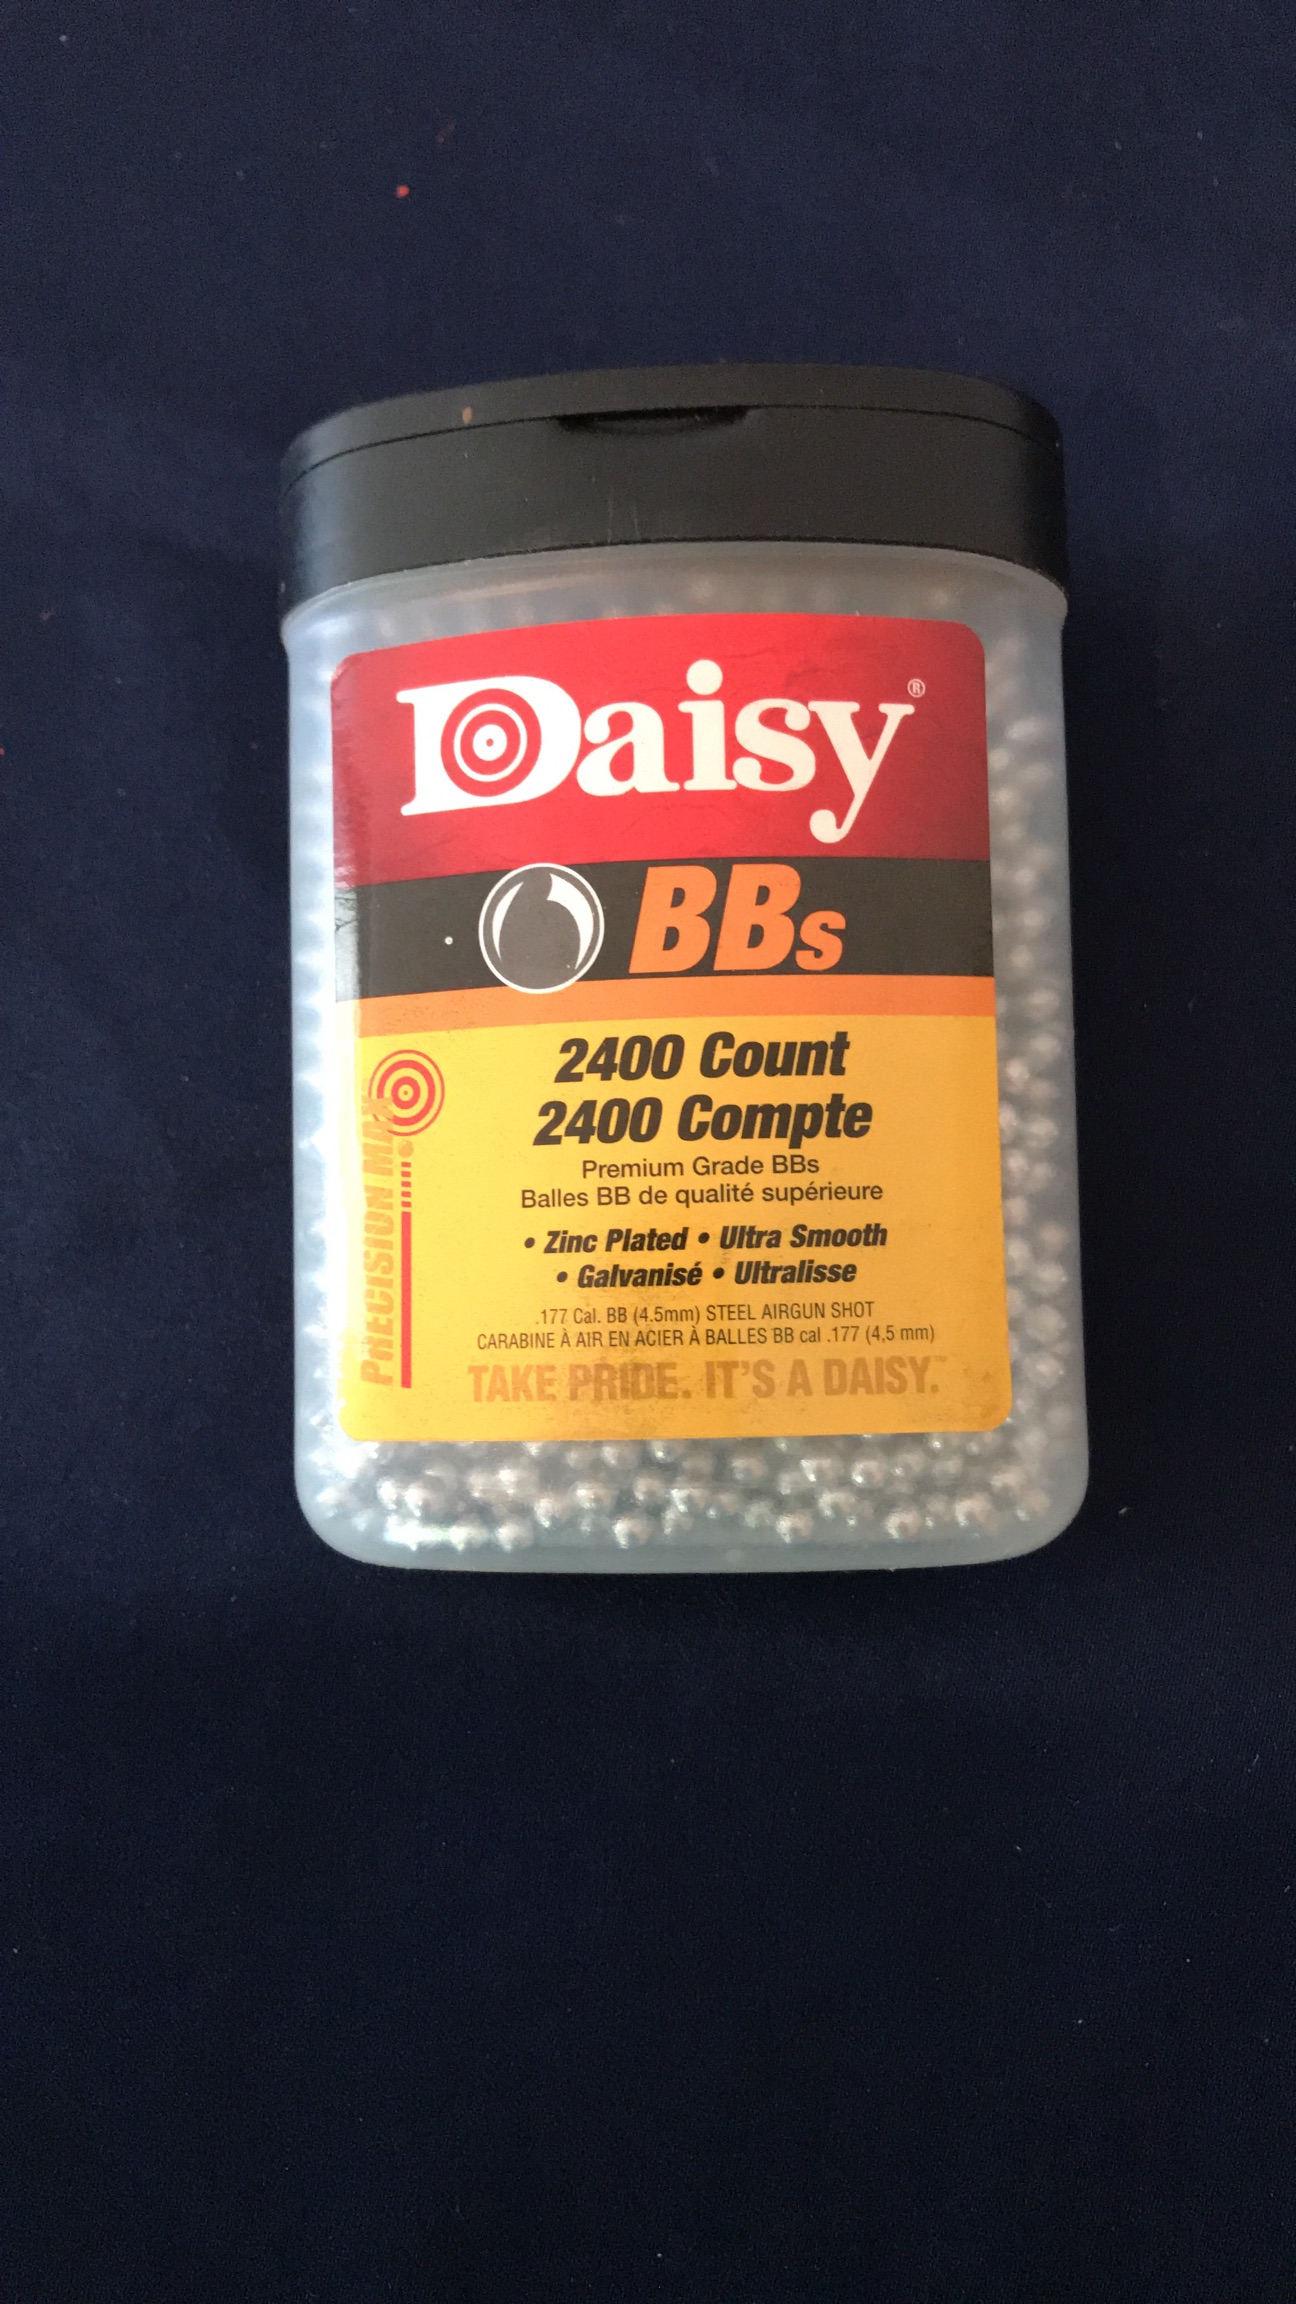 Daisy®
BBs
2400 Count
2400 Compte
Premium Grade BBs
Balles BB de qualité supérieure
• Zinc Plated • Ultra Smooth
• Galvanisé • Ultralisse
.177 Cal. BB (4.5mm) STEEL AIRGUN SHOT
CARABINE À AIR EN ACIER À BALLES BB cal .177 (4,5 mm)
TAKE PRIDE. IT'S A DAISY.™
PRECISION MAX